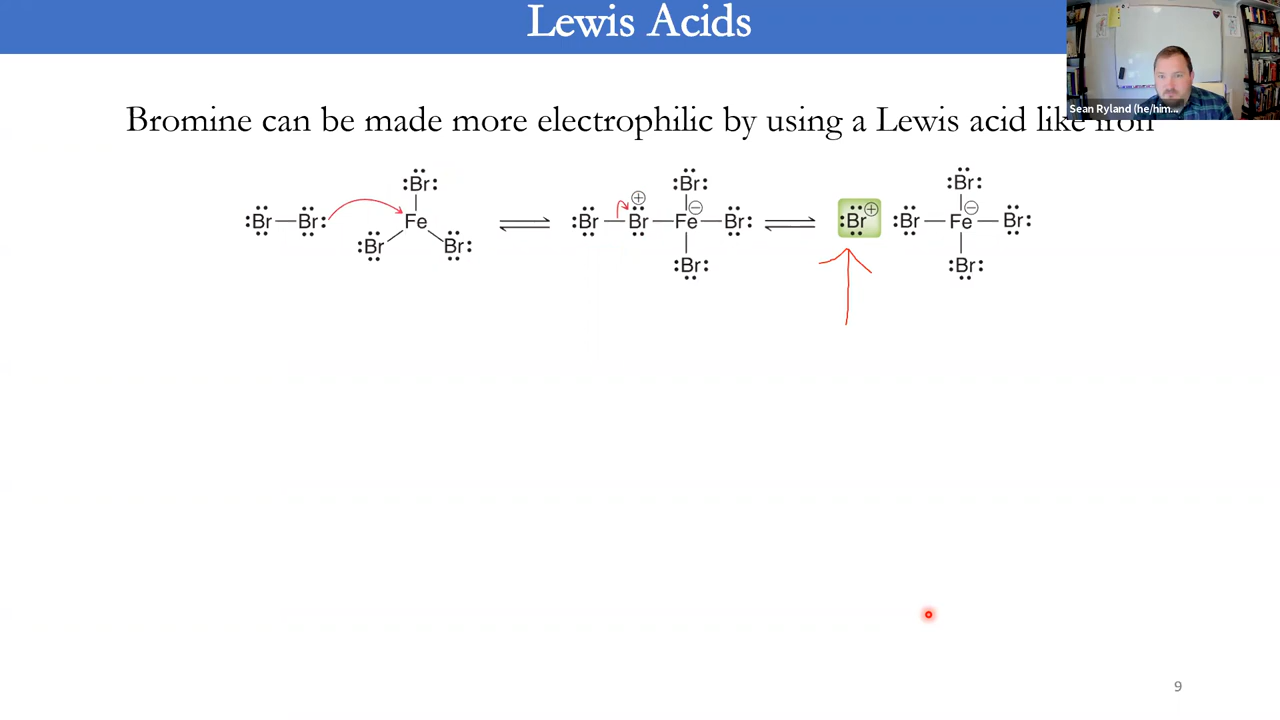 Lewis Acids
Sean Ryland (he/him...
Bromine can be made more electrophilic by using a Lewis acid like iron
:Br—Br: Br: Fe Br: Br: ⇌ :Br—Br⊕—Fe⊖—Br: Br: Br: ⇌ :Br⊕ :Br—Fe⊖—Br: Br: Br:
9